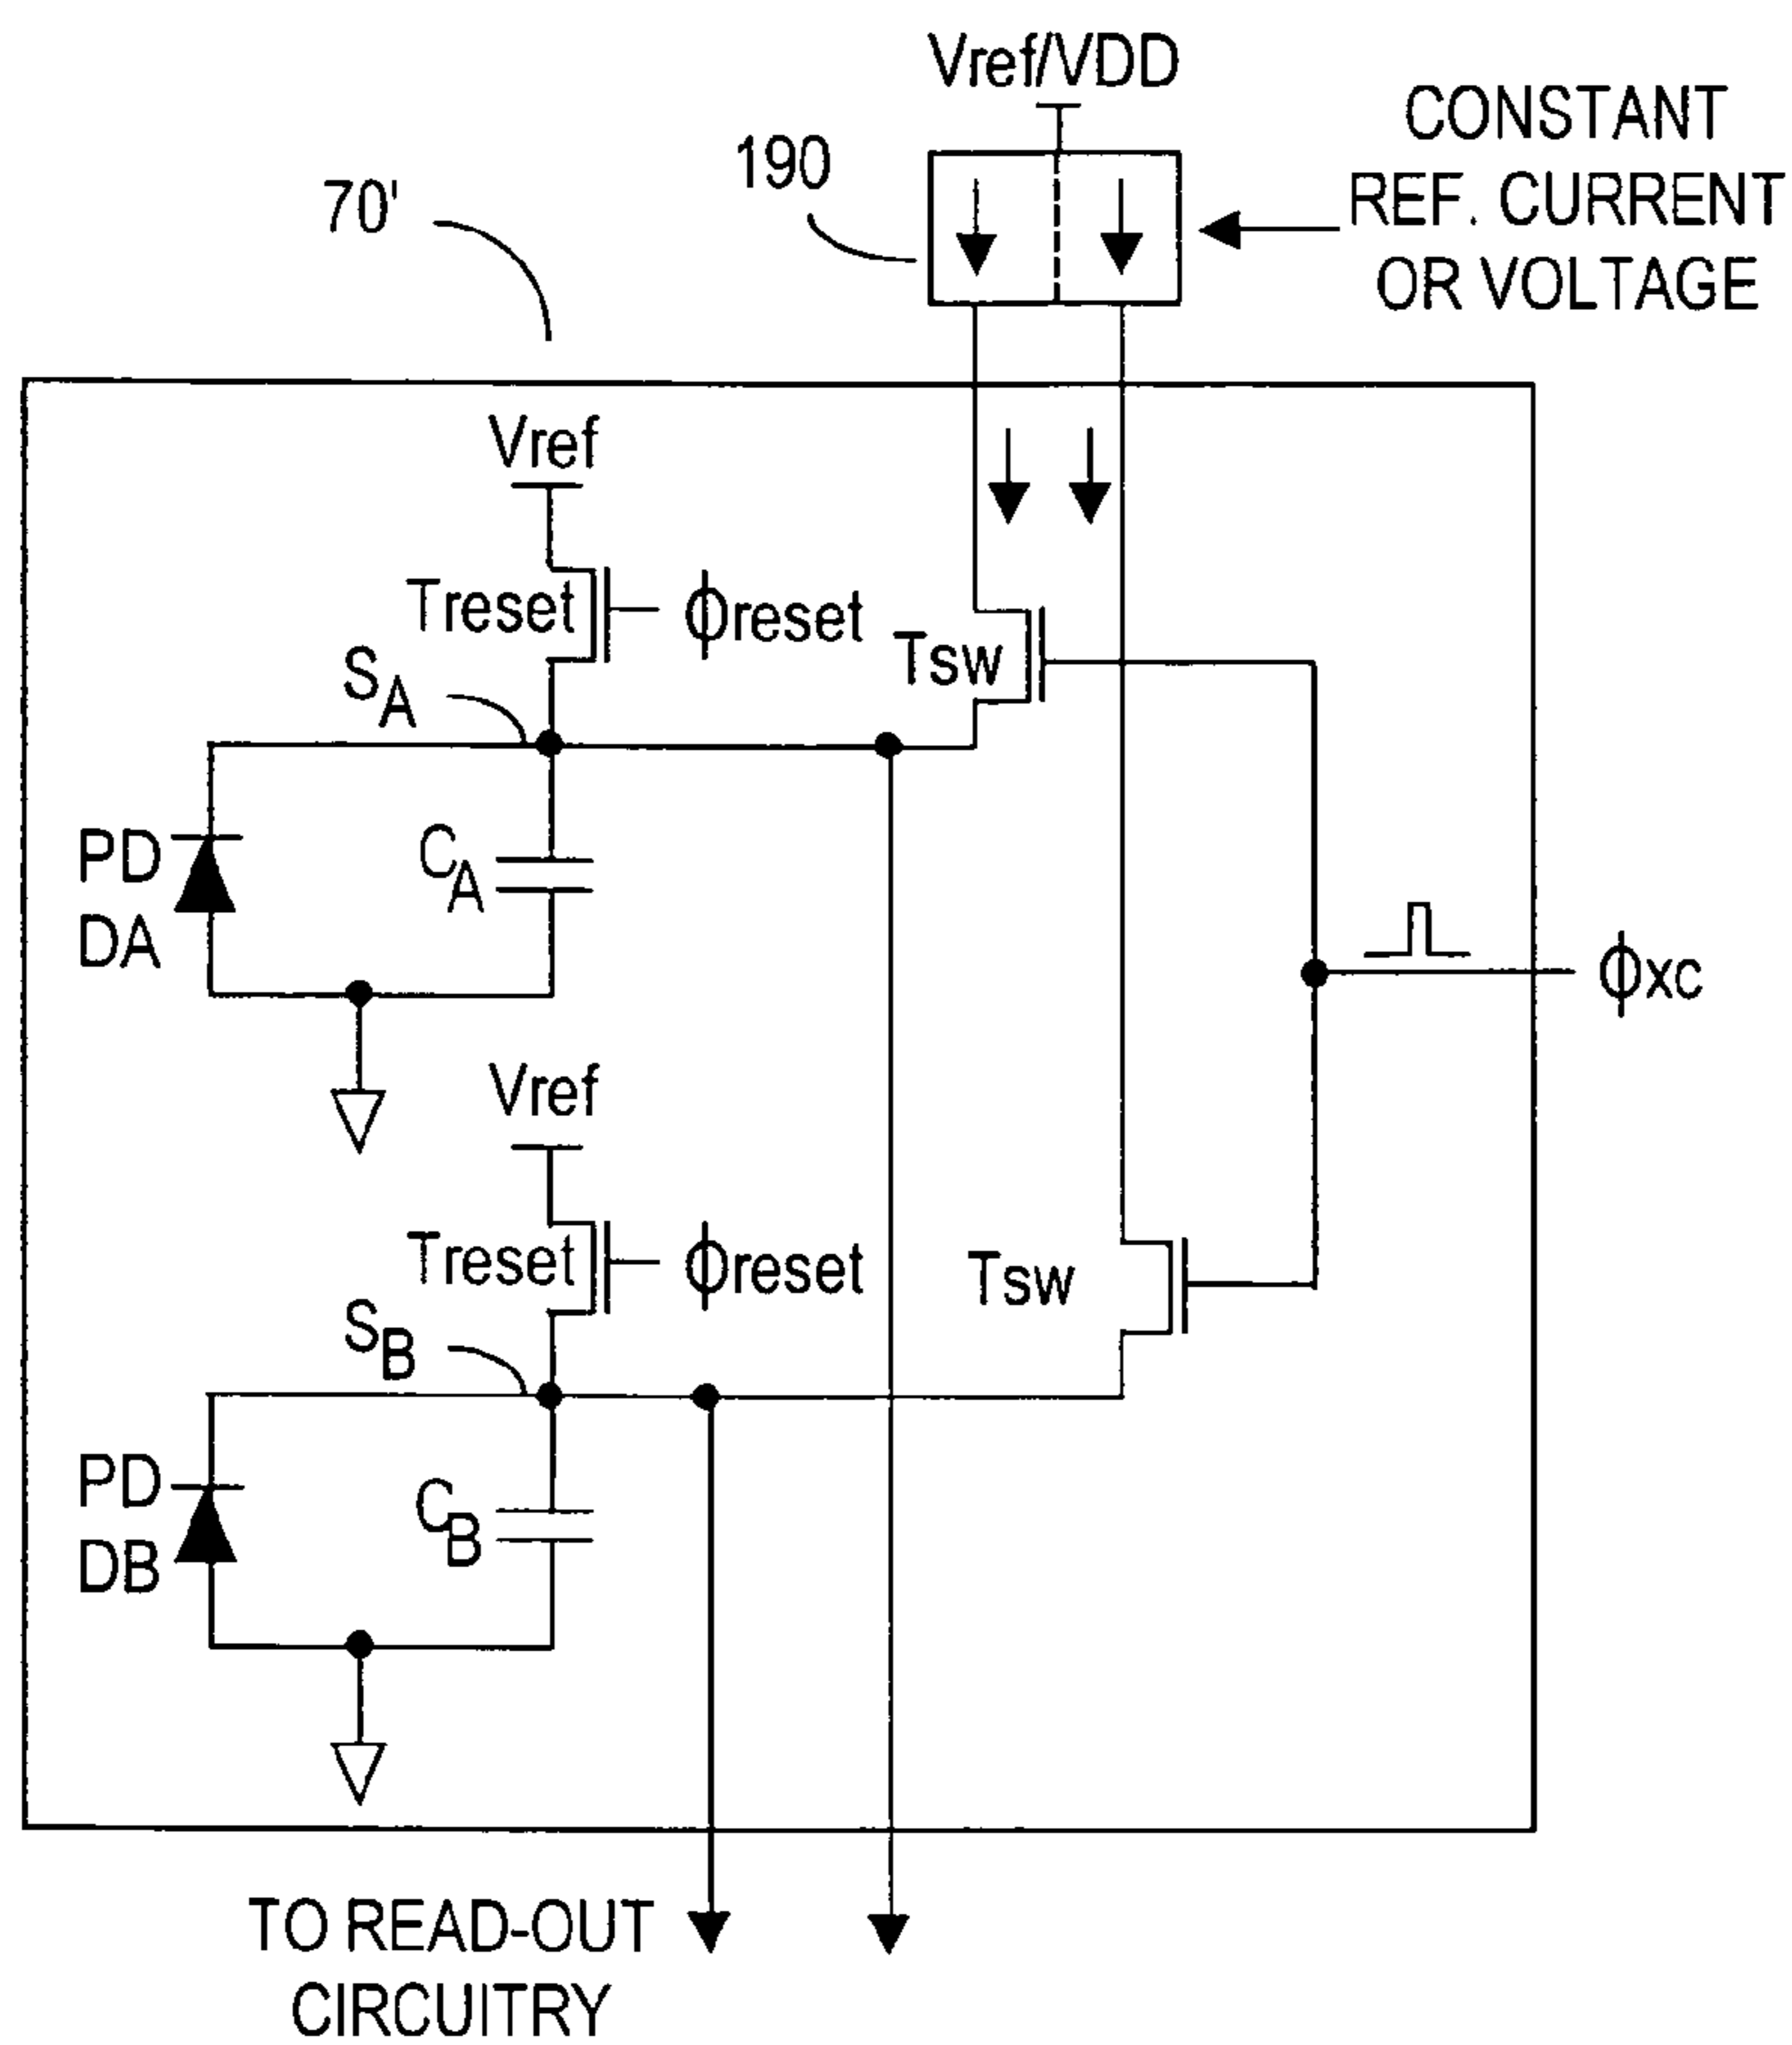 Vref/VDD
CONSTANT
REF. CURRENT
OR VOLTAGE
190
70'
Vref
Treset
ϕreset
SA
Tsw
PD
DA
CA
ϕxc
Vref
Treset
ϕreset
SB
Tsw
PD
DB
CB
TO READ-OUT
CIRCUITRY